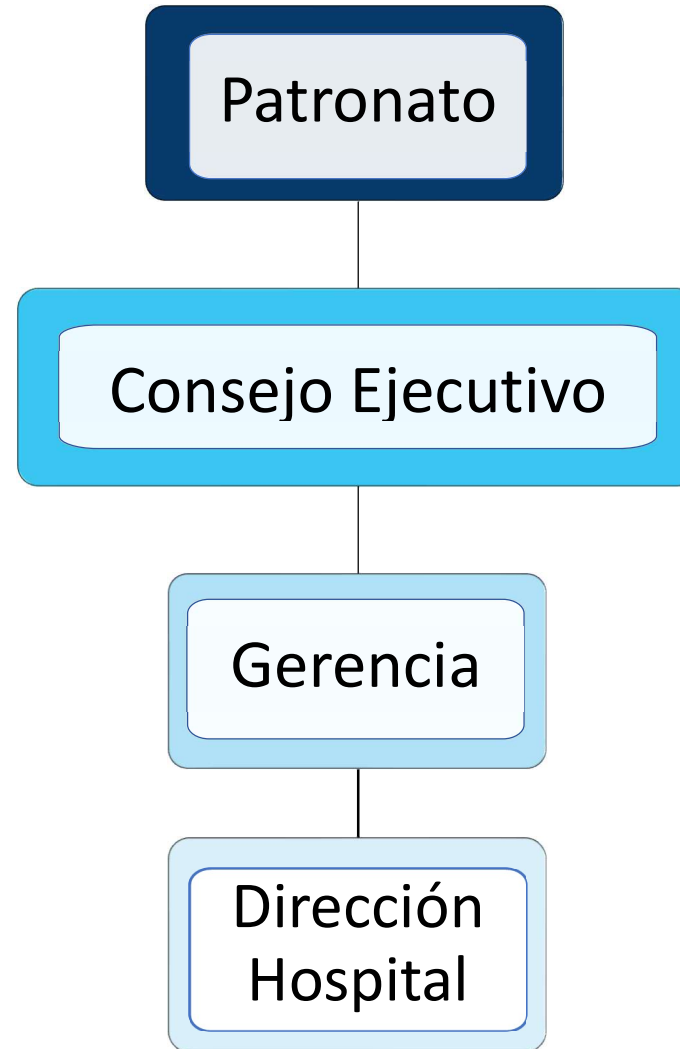 Patronato
Consejo Ejecutivo
Gerencia
Dirección
Hospital